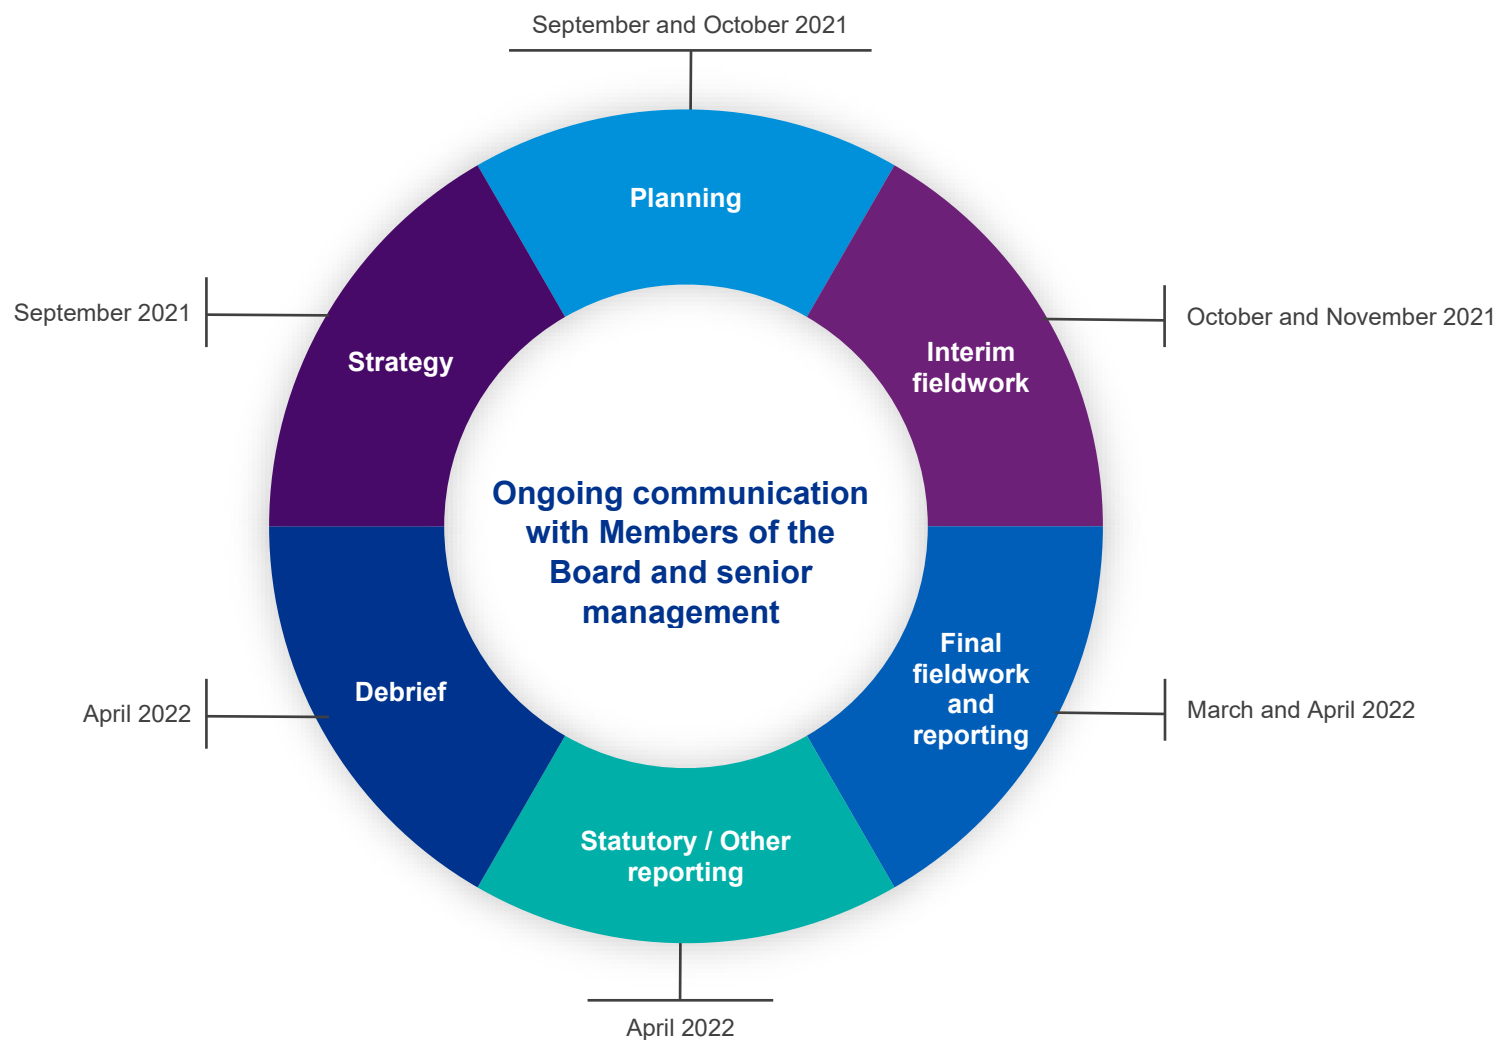 September and October 2021
Planning
September 2021
Strategy
Interim
fieldwork
October and November 2021
Ongoing communication
with Members of the
Board and senior
management
Final
fieldwork
and
reporting
March and April 2022
Debrief
April 2022
Statutory / Other
reporting
April 2022